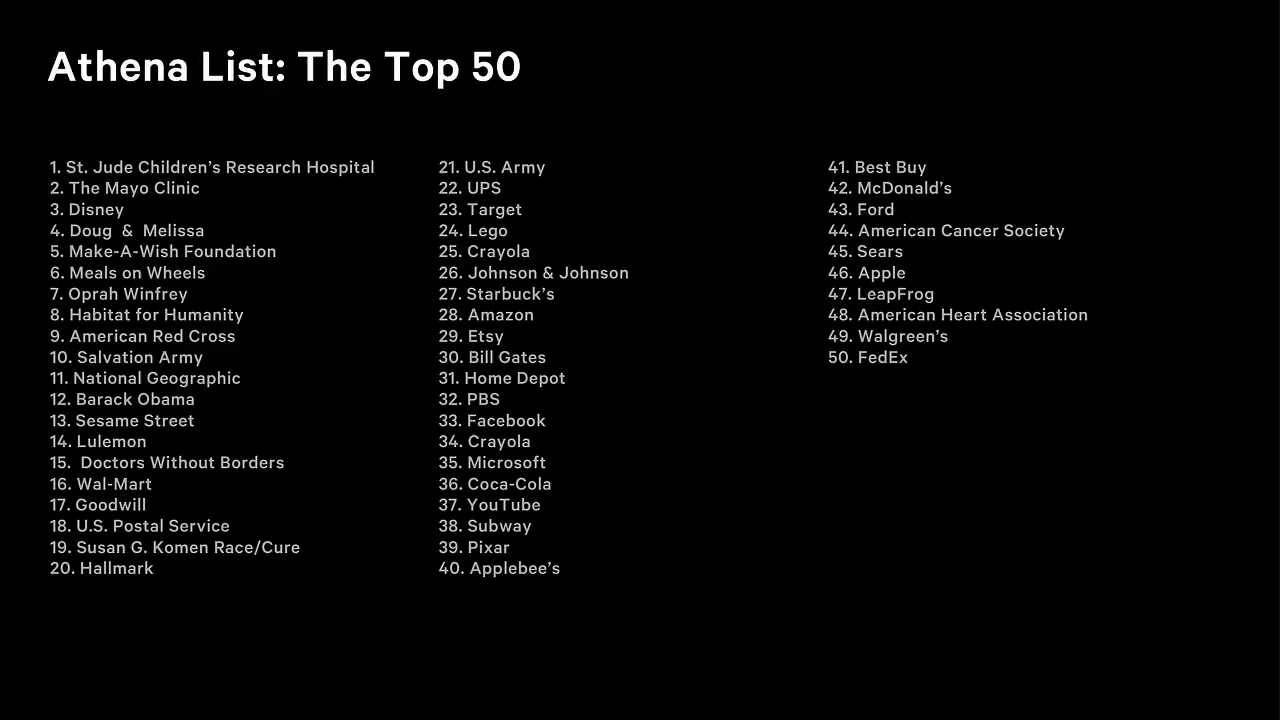 Athena List: The Top 50
1. St. Jude Children’s Research Hospital
2. The Mayo Clinic
3. Disney
4. Doug  &  Melissa
5. Make-A-Wish Foundation
6. Meals on Wheels
7. Oprah Winfrey
8. Habitat for Humanity
9. American Red Cross
10. Salvation Army
11. National Geographic
12. Barack Obama
13. Sesame Street
14. Lulemon
15.  Doctors Without Borders
16. Wal-Mart
17. Goodwill
18. U.S. Postal Service
19. Susan G. Komen Race/Cure
20. Hallmark
21. U.S. Army
22. UPS
23. Target
24. Lego
25. Crayola
26. Johnson & Johnson
27. Starbuck’s
28. Amazon
29. Etsy
30. Bill Gates
31. Home Depot
32. PBS
33. Facebook
34. Crayola
35. Microsoft
36. Coca-Cola
37. YouTube
38. Subway
39. Pixar
40. Applebee’s
41. Best Buy
42. McDonald’s
43. Ford
44. American Cancer Society
45. Sears
46. Apple
47. LeapFrog
48. American Heart Association
49. Walgreen’s
50. FedEx